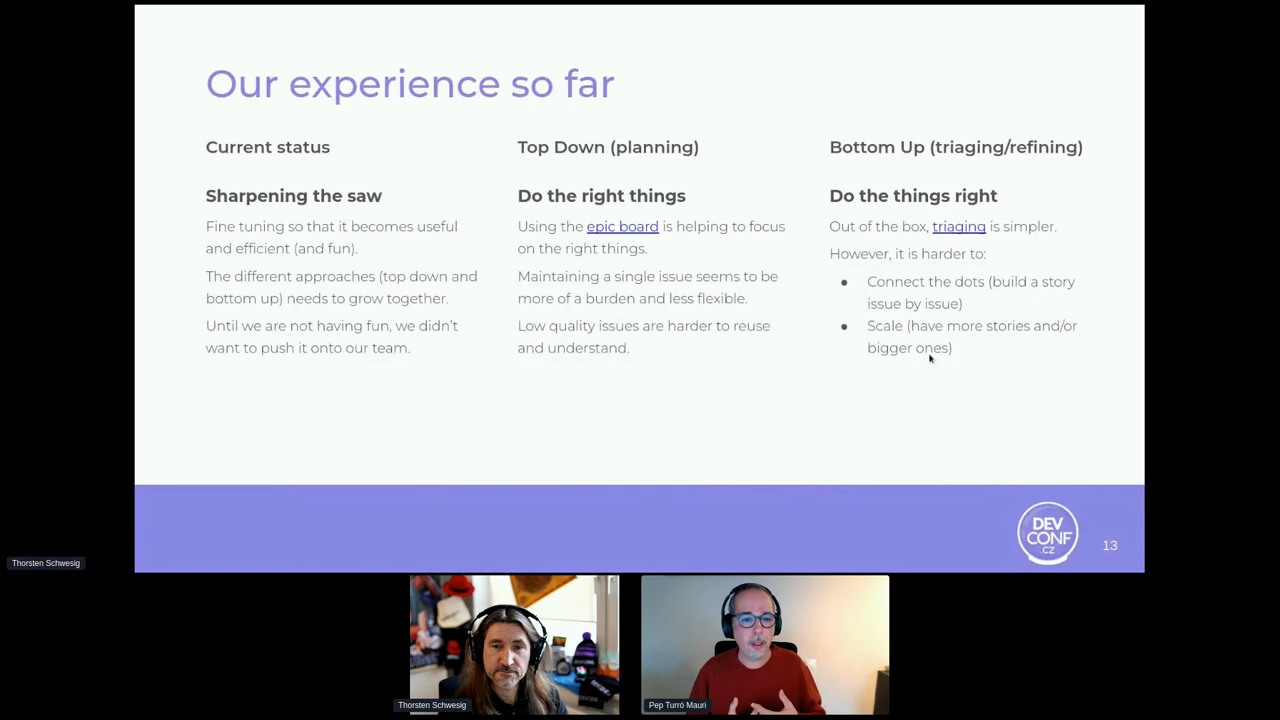 Our experience so far
Current status
Sharpening the saw
Fine tuning so that it becomes useful
and efficient (and fun).
The different approaches (top down and
bottom up) needs to grow together.
Until we are not having fun, we didn't
want to push it onto our team.
Top Down (planning)
Do the right things
Using the epic board is helping to focus
on the right things.
Maintaining a single issue seems to be
more of a burden and less flexible.
Low quality issues are harder to reuse
and understand.
Bottom Up (triaging/refining)
Do the things right
Out of the box, triaging is simpler.
However, it is harder to:
● Connect the dots (build a story
issue by issue)
● Scale (have more stories and/or
bigger ones)
DEV
CONF
.CZ
13
Thorsten Schwesig
Thorsten Schwesig
Pep Turró Mauri